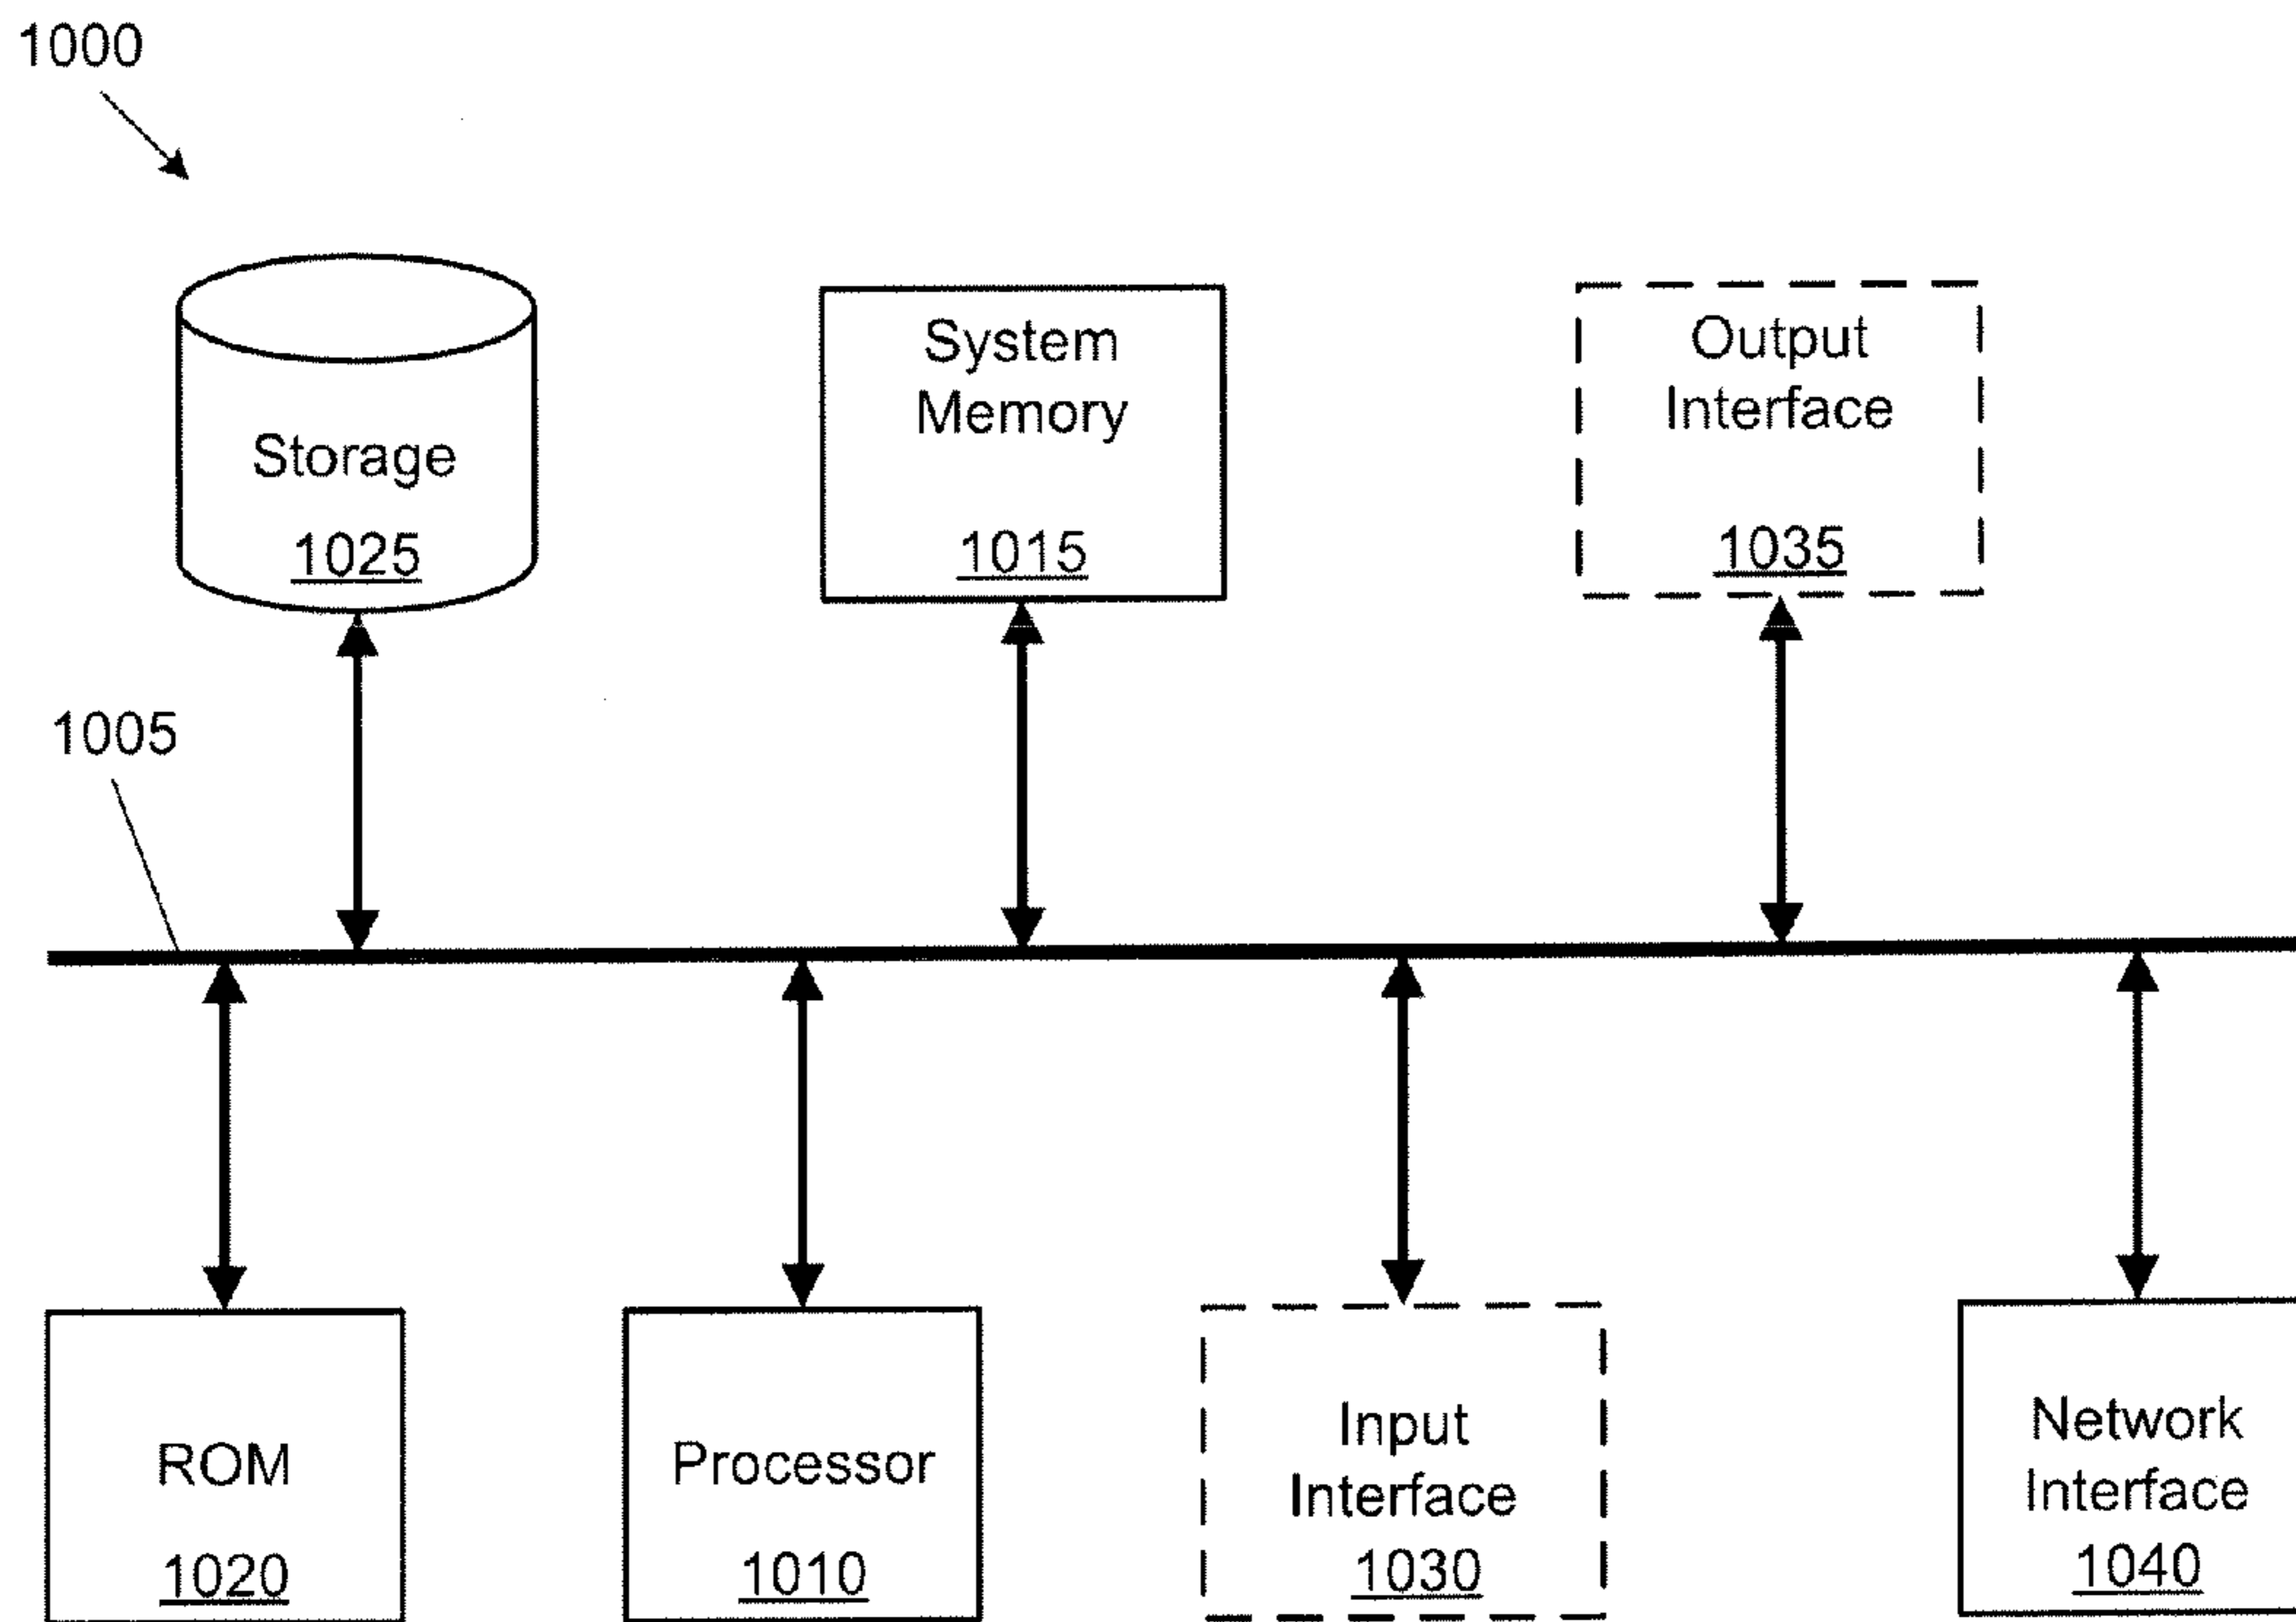 1000
Storage
1025
System
Memory
1015
Output
Interface
1035
1005
ROM
1020
Processor
1010
Input
Interface
1030
Network
Interface
1040